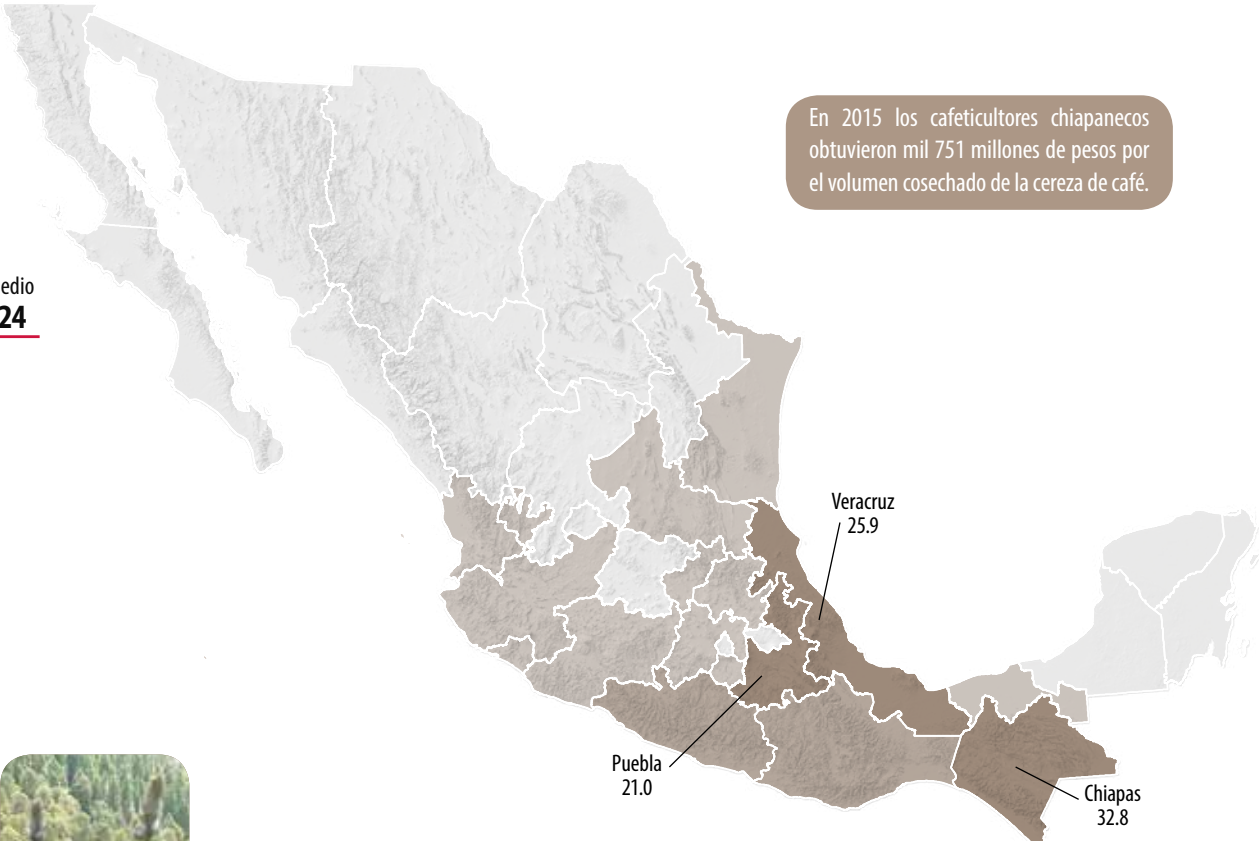 En 2015 los cafeticultores chiapanecos
obtuvieron mil 751 millones de pesos por
el volumen cosechado de la cereza de café.
edio
24
Veracruz
25.9
Puebla
21.0
Chiapas
32.8